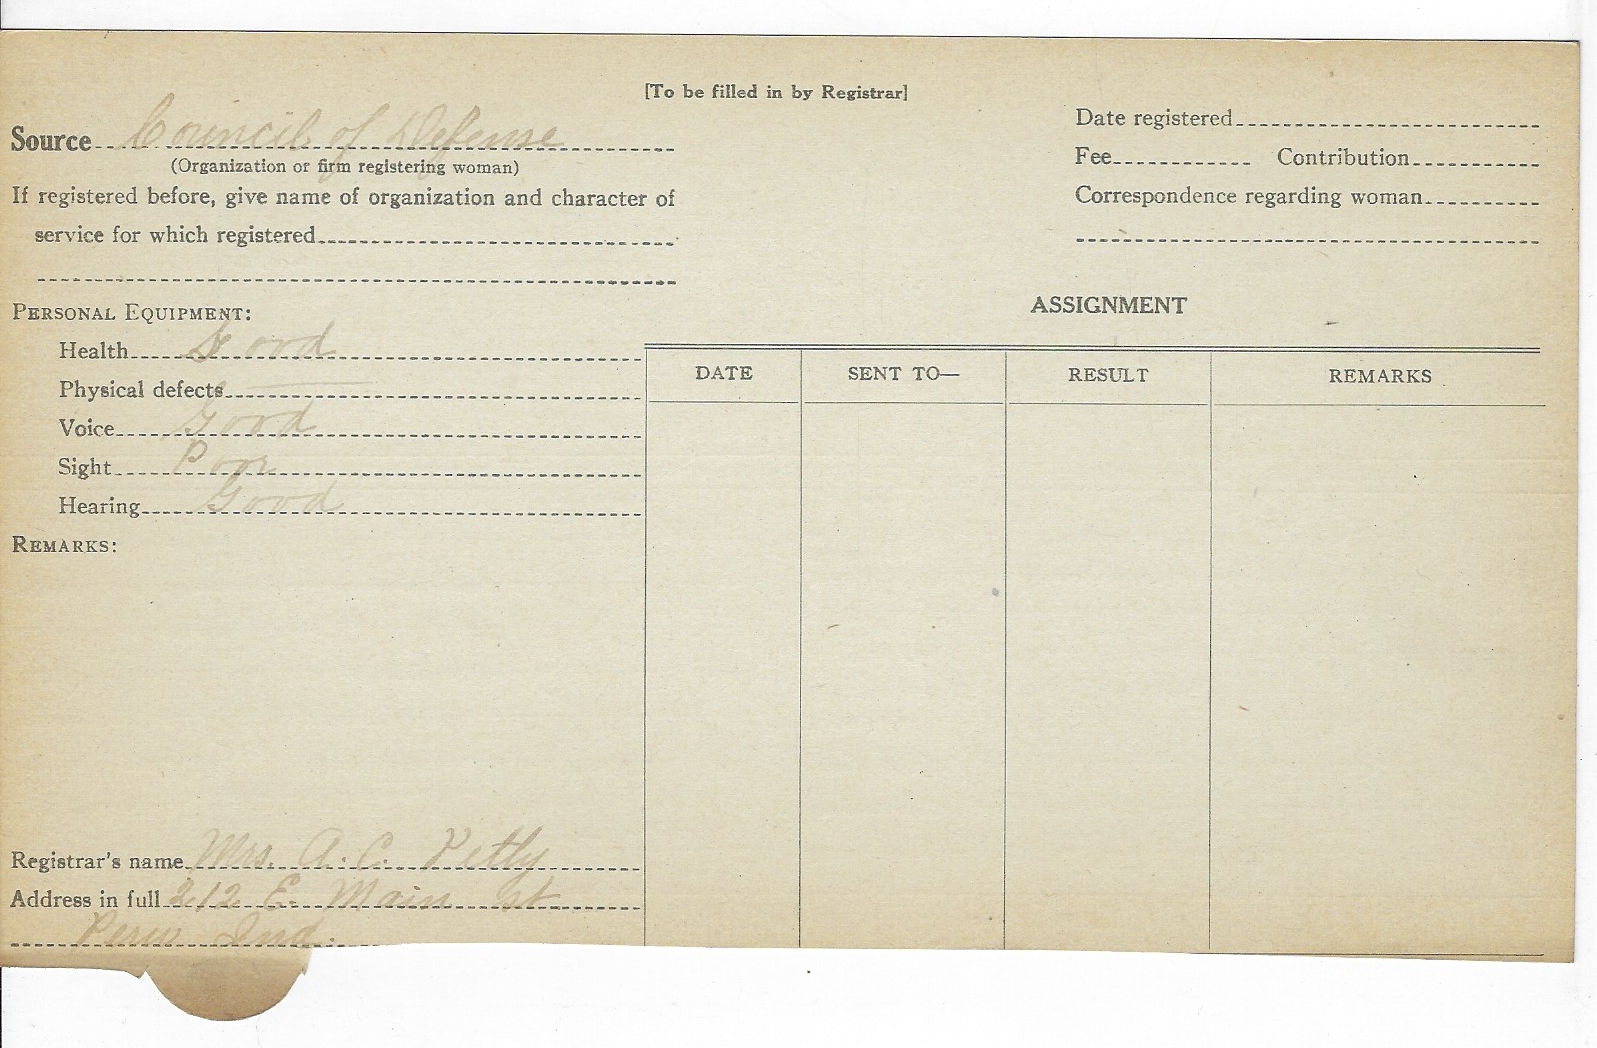 [To be filled in by Registrar]
Source Council of Defense
(Organization or firm registering woman)
If registered before, give name of organization and character of
service for which registered
Date registered
Fee Contribution
Correspondence regarding woman
PERSONAL EQUIPMENT:
Health Good
Physical defects
Voice Good
Sight Poor
Hearing Good
REMARKS:
ASSIGNMENT
DATE SENT TO— RESULT REMARKS
Registrar's name Mrs. A. C. Petty
Address in full 212 E. Main St.
Peru Ind.